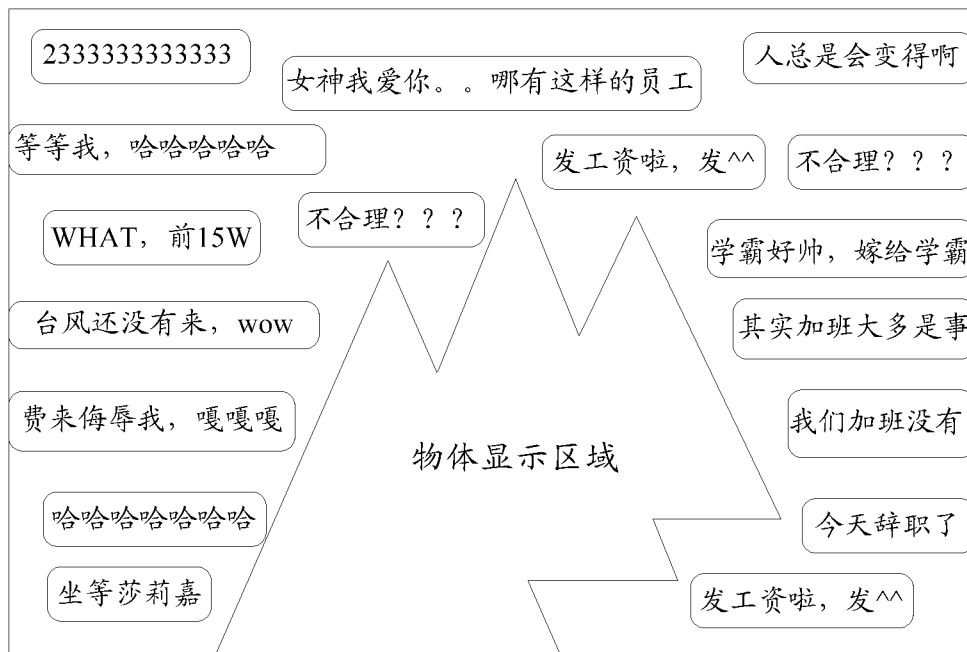 2333333333333
女神我爱你。。哪有这样的员工
人总是会变得啊
等等我，哈哈哈哈哈
发工资啦，发^^
不合理？？？
不合理？？？
WHAT，前15W
学霸好帅，嫁给学霸
台风还没有来，wow
其实加班大多是事
费来侮辱我，嘎嘎嘎
我们加班没有
物体显示区域
哈哈哈哈哈哈哈
今天辞职了
坐等莎莉嘉
发工资啦，发^^